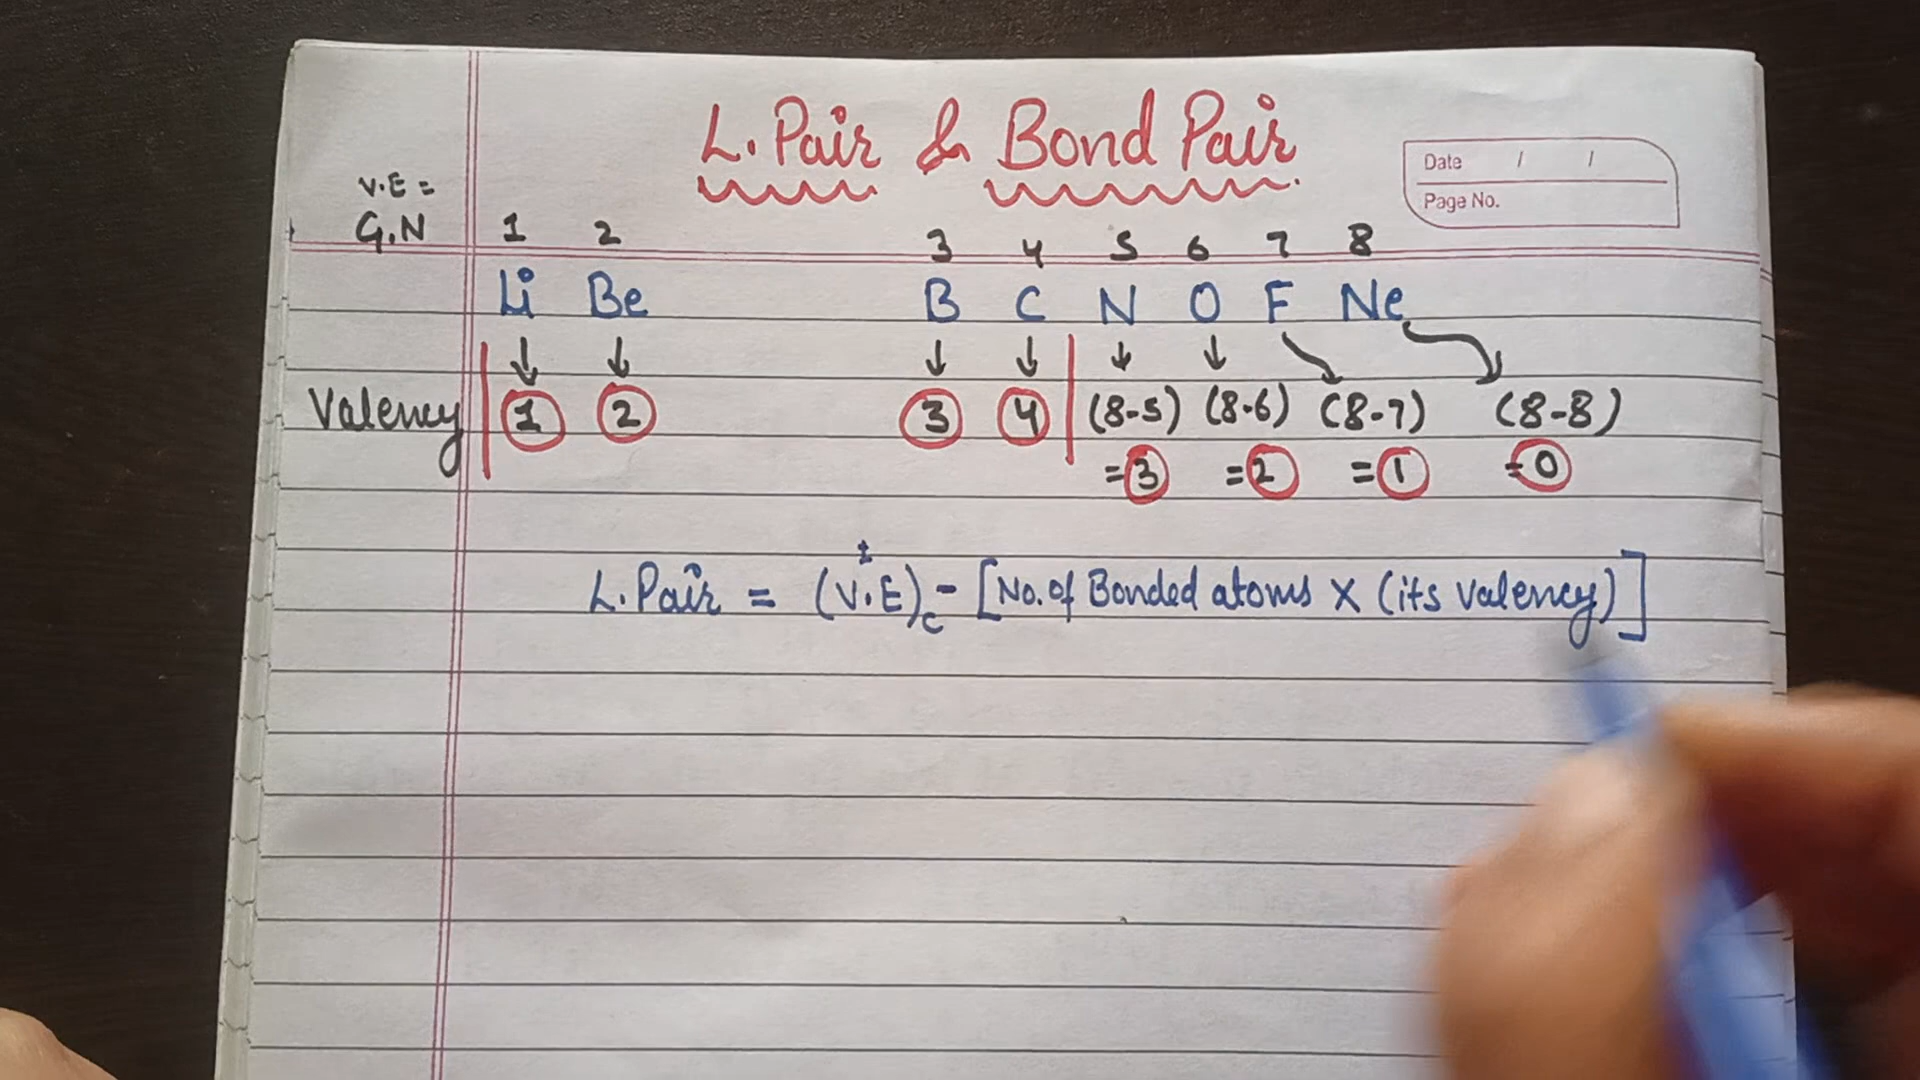 L. Pair & Bond Pair
Date / /
Page No.
V.E =
G.N 1 2 3 4 5 6 7 8
Li Be B C N O F Ne
Valency 1 2 3 4 (8-5) (8-6) (8-7) (8-8)
=3 =2 =1 =0
L. Pair = (V.E)c± - [No. of Bonded atoms X (its valency)]